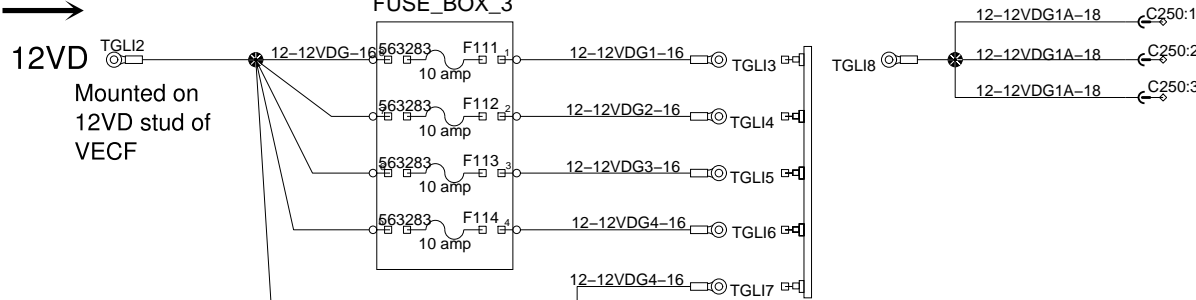 FUSE_BOX_3
12VD
TGLI2
12–12VDG–16
Mounted on
12VD stud of
VECF
563283 F111 1
10 amp
12–12VDG1–16
TGLI3
563283 F112 2
10 amp
12–12VDG2–16
TGLI4
563283 F113 3
10 amp
12–12VDG3–16
TGLI5
563283 F114 4
10 amp
12–12VDG4–16
TGLI6
12–12VDG4–16
TGLI7
TGLI8
12–12VDG1A–18 C250:1
12–12VDG1A–18 C250:2
12–12VDG1A–18 C250:3